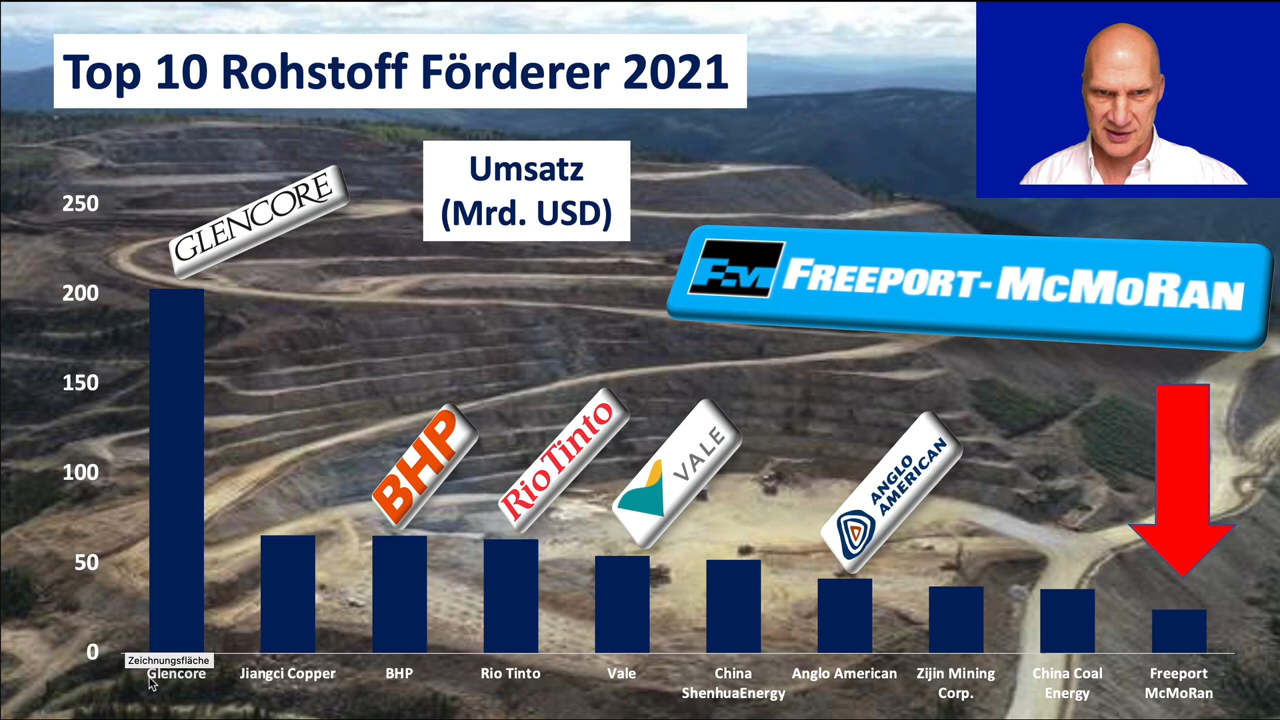 Top 10 Rohstoff Förderer 2021
Umsatz
(Mrd. USD)
250
200
150
100
50
0
GLENCORE
BHP
RioTinto
VALE
ANGLO
AMERICAN
FM FREEPORT-MCMORAN
Zeichnungsfläche
Glencore
Jiangci Copper
BHP
Rio Tinto
Vale
China
ShenhuaEnergy
Anglo American
Zijin Mining
Corp.
China Coal
Energy
Freeport
McMoRan